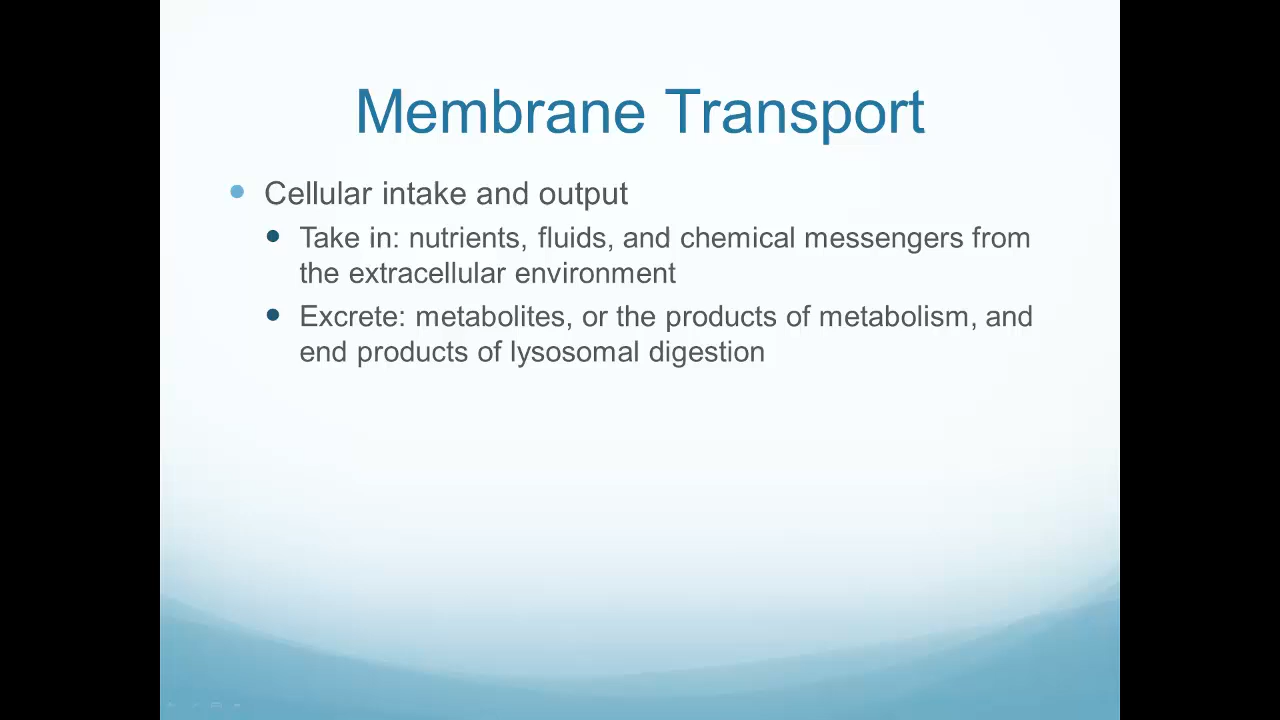 Membrane Transport
Cellular intake and output
Take in: nutrients, fluids, and chemical messengers from
the extracellular environment
Excrete: metabolites, or the products of metabolism, and
end products of lysosomal digestion